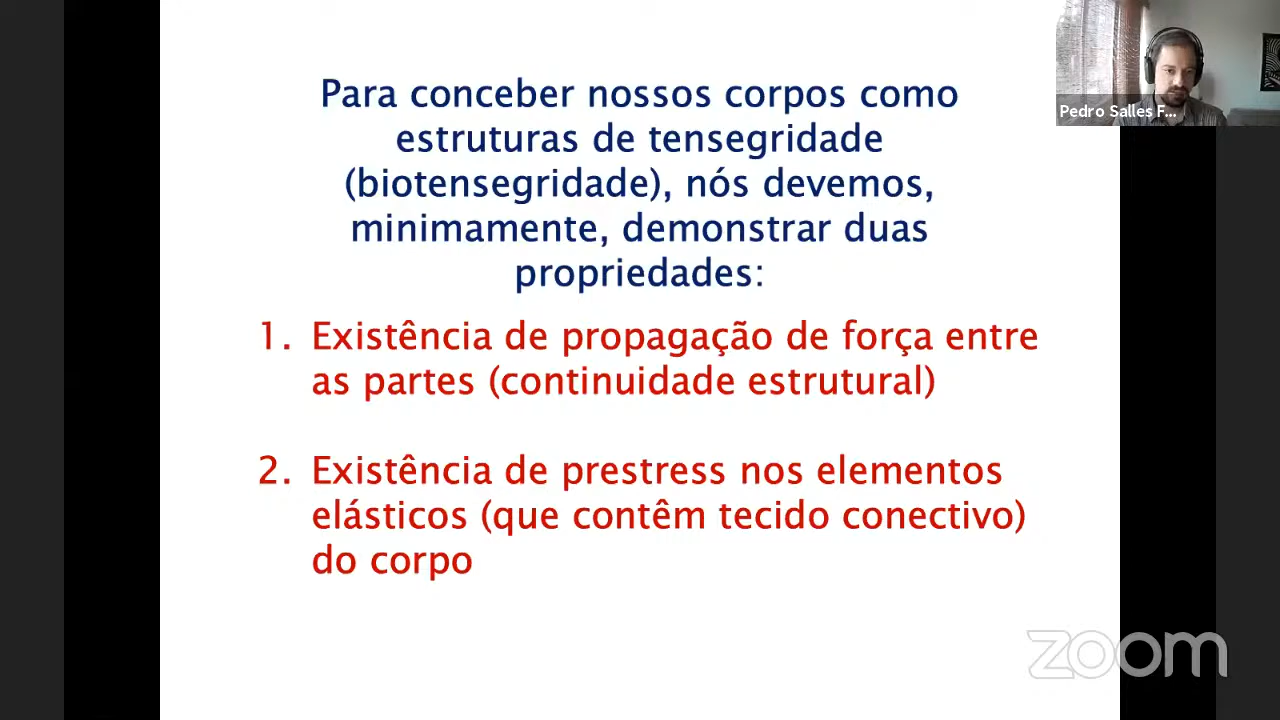 Para conceber nossos corpos como
estruturas de tensegridade
(biotensegridade), nós devemos,
minimamente, demonstrar duas
propriedades:
1. Existência de propagação de força entre
as partes (continuidade estrutural)
2. Existência de prestress nos elementos
elásticos (que contêm tecido conectivo)
do corpo
Pedro Salles F...
zoom